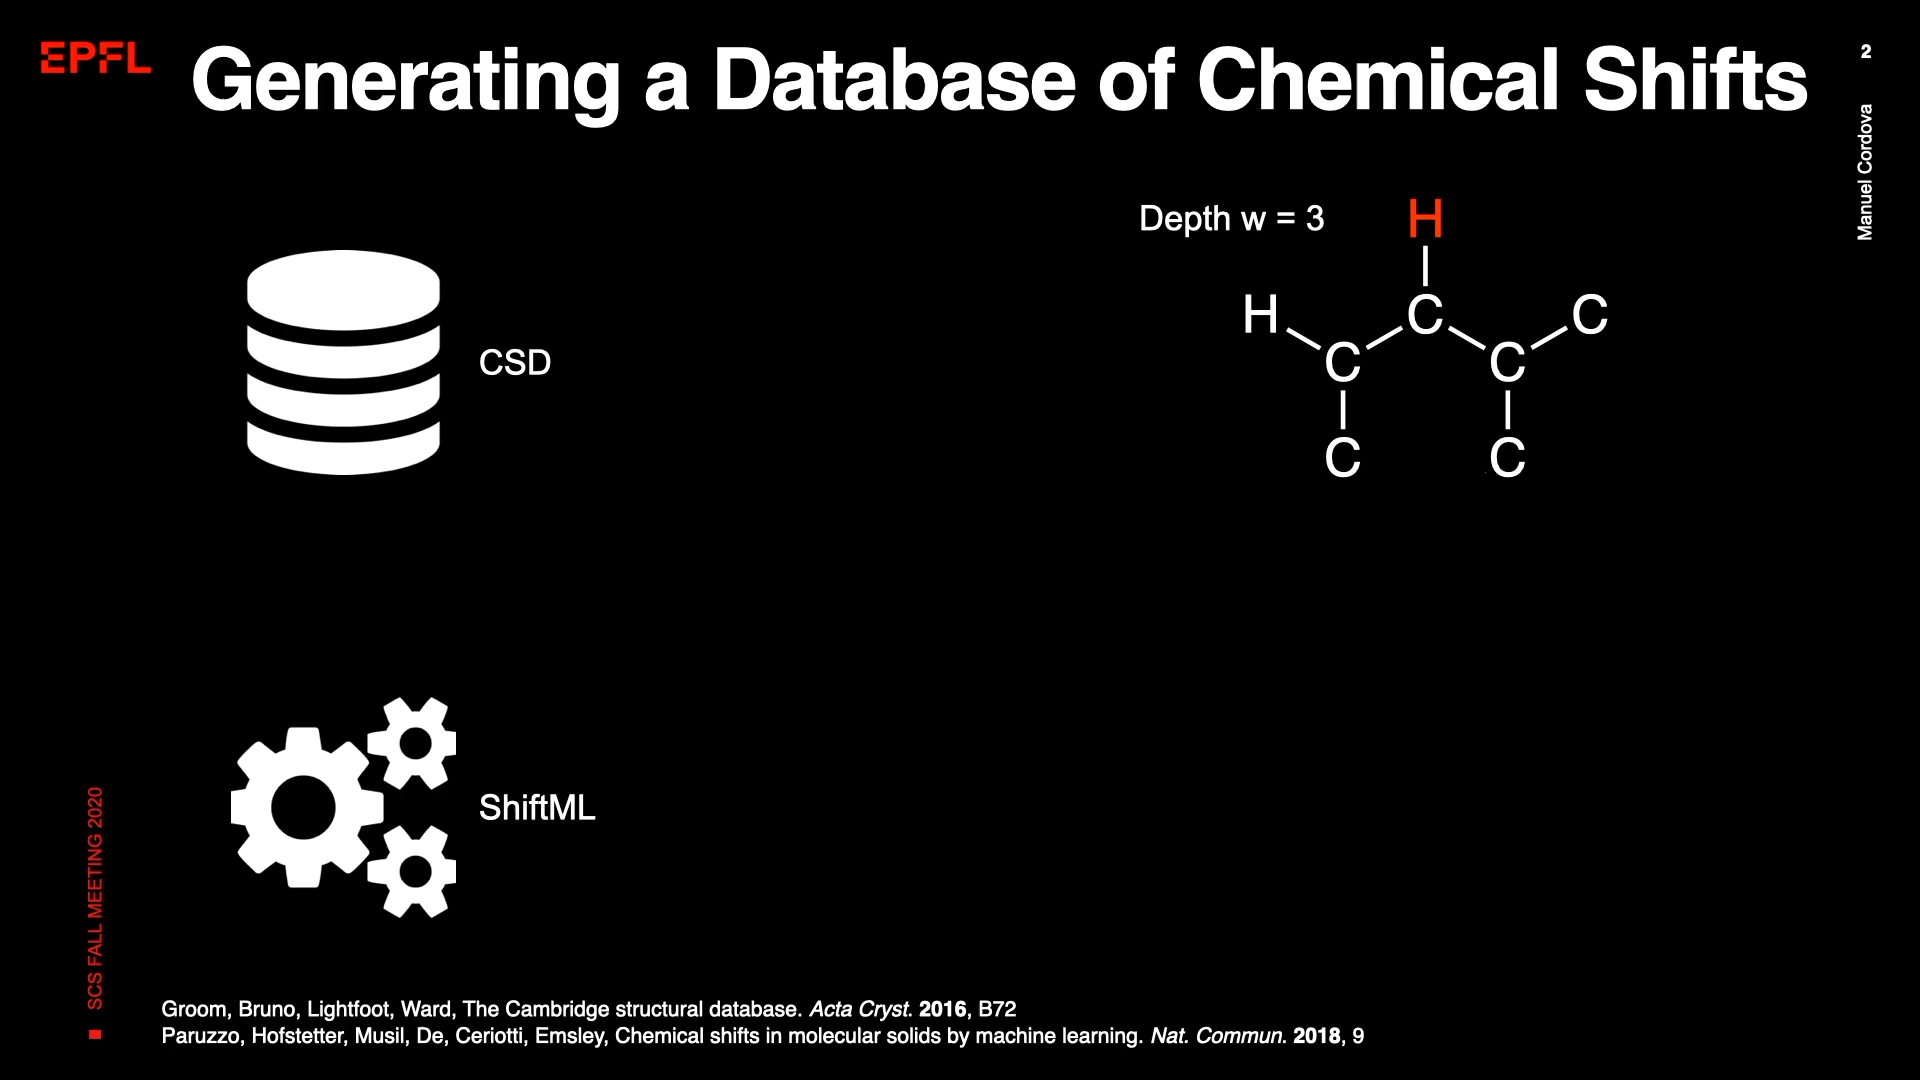 EPFL
Generating a Database of Chemical Shifts
2
Manuel Cordova
Depth w = 3
H
H
C
C
C
C
C
C
CSD
ShiftML
SCS FALL MEETING 2020
Groom, Bruno, Lightfoot, Ward, The Cambridge structural database. Acta Cryst. 2016, B72
Paruzzo, Hofstetter, Musil, De, Ceriotti, Emsley, Chemical shifts in molecular solids by machine learning. Nat. Commun. 2018, 9